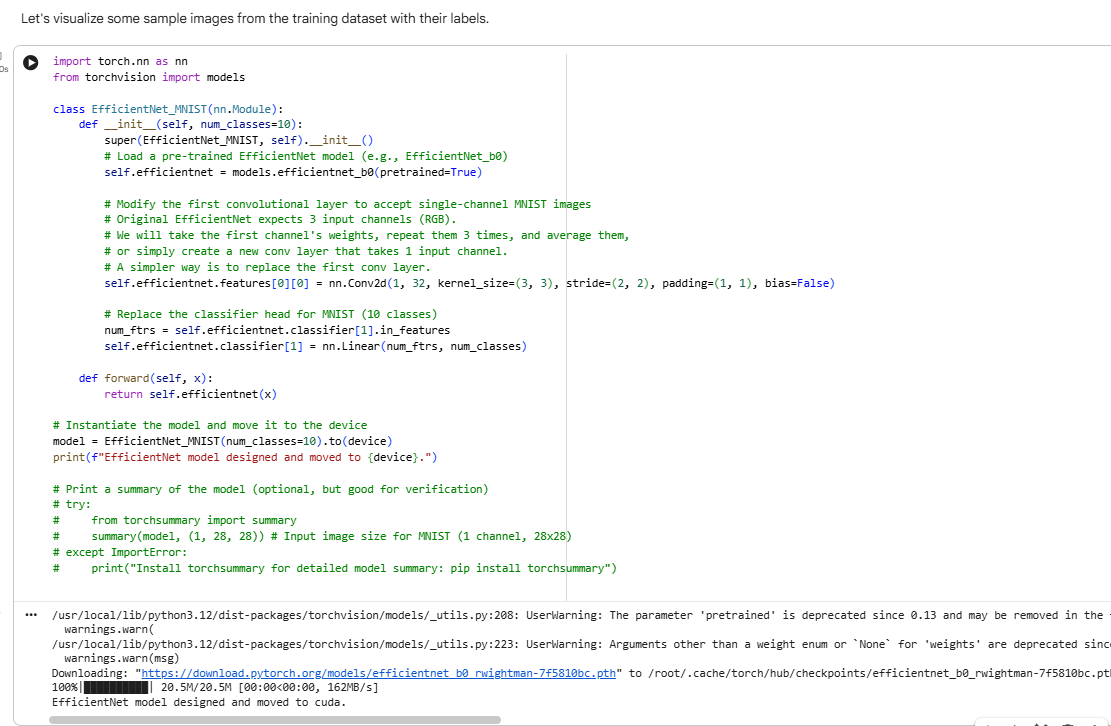 Let's visualize some sample images from the training dataset with their labels.
0s
import torch.nn as nn
from torchvision import models
class EfficientNet_MNIST(nn.Module):
def __init__(self, num_classes=10):
super(EfficientNet_MNIST, self).__init__()
# Load a pre-trained EfficientNet model (e.g., EfficientNet_b0)
self.efficientnet = models.efficientnet_b0(pretrained=True)
# Modify the first convolutional layer to accept single-channel MNIST images
# Original EfficientNet expects 3 input channels (RGB).
# We will take the first channel's weights, repeat them 3 times, and average them,
# or simply create a new conv layer that takes 1 input channel.
# A simpler way is to replace the first conv layer.
self.efficientnet.features[0][0] = nn.Conv2d(1, 32, kernel_size=(3, 3), stride=(2, 2), padding=(1, 1), bias=False)
# Replace the classifier head for MNIST (10 classes)
num_ftrs = self.efficientnet.classifier[1].in_features
self.efficientnet.classifier[1] = nn.Linear(num_ftrs, num_classes)
def forward(self, x):
return self.efficientnet(x)
# Instantiate the model and move it to the device
model = EfficientNet_MNIST(num_classes=10).to(device)
print(f"EfficientNet model designed and moved to {device}.")
# Print a summary of the model (optional, but good for verification)
# try:
#     from torchsummary import summary
#     summary(model, (1, 28, 28)) # Input image size for MNIST (1 channel, 28x28)
# except ImportError:
#     print("Install torchsummary for detailed model summary: pip install torchsummary")
/usr/local/lib/python3.12/dist-packages/torchvision/models/_utils.py:208: UserWarning: The parameter 'pretrained' is deprecated since 0.13 and may be removed in the
warnings.warn(
/usr/local/lib/python3.12/dist-packages/torchvision/models/_utils.py:223: UserWarning: Arguments other than a weight enum or `None` for 'weights' are deprecated since
warnings.warn(msg)
Downloading: "https://download.pytorch.org/models/efficientnet_b0_rwightman-7f5810bc.pth" to /root/.cache/torch/hub/checkpoints/efficientnet_b0_rwightman-7f5810bc.pth
100%|██████████| 20.5M/20.5M [00:00<00:00, 162MB/s]
EfficientNet model designed and moved to cuda.